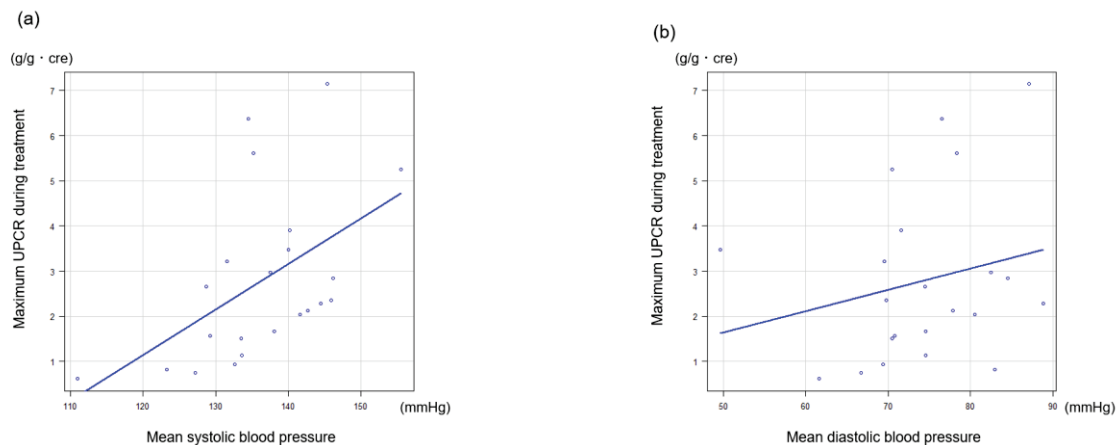 (a)
(g/g・cre)
Maximum UPCR during treatment
7
6
5
4
3
2
1
110 120 130 140 150 (mmHg)
Mean systolic blood pressure
(b)
(g/g・cre)
Maximum UPCR during treatment
7
6
5
4
3
2
1
50 60 70 80 90 (mmHg)
Mean diastolic blood pressure